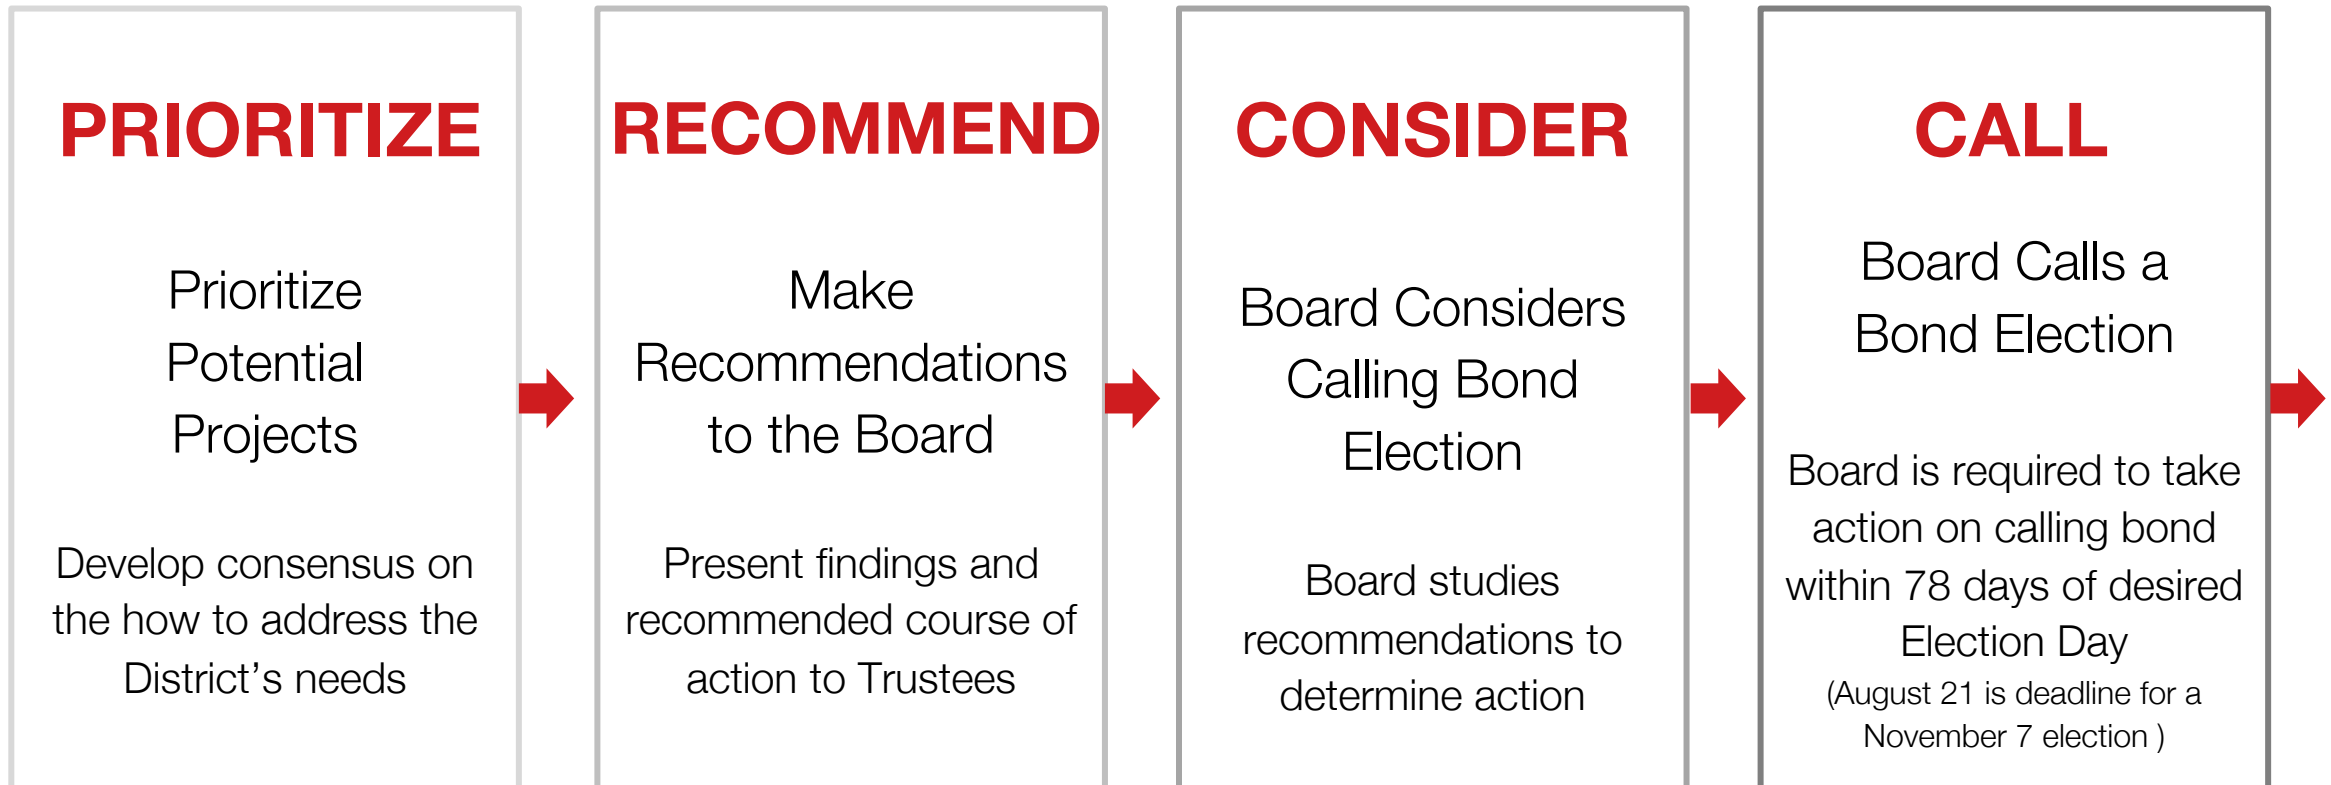 PRIORITIZE
Prioritize
Potential
Projects
Develop consensus on
the how to address the
District’s needs
RECOMMEND
Make
Recommendations
to the Board
Present findings and
recommended course of
action to Trustees
CONSIDER
Board Considers
Calling Bond
Election
Board studies
recommendations to
determine action
CALL
Board Calls a
Bond Election
Board is required to take
action on calling bond
within 78 days of desired
Election Day
(August 21 is deadline for a
November 7 election )